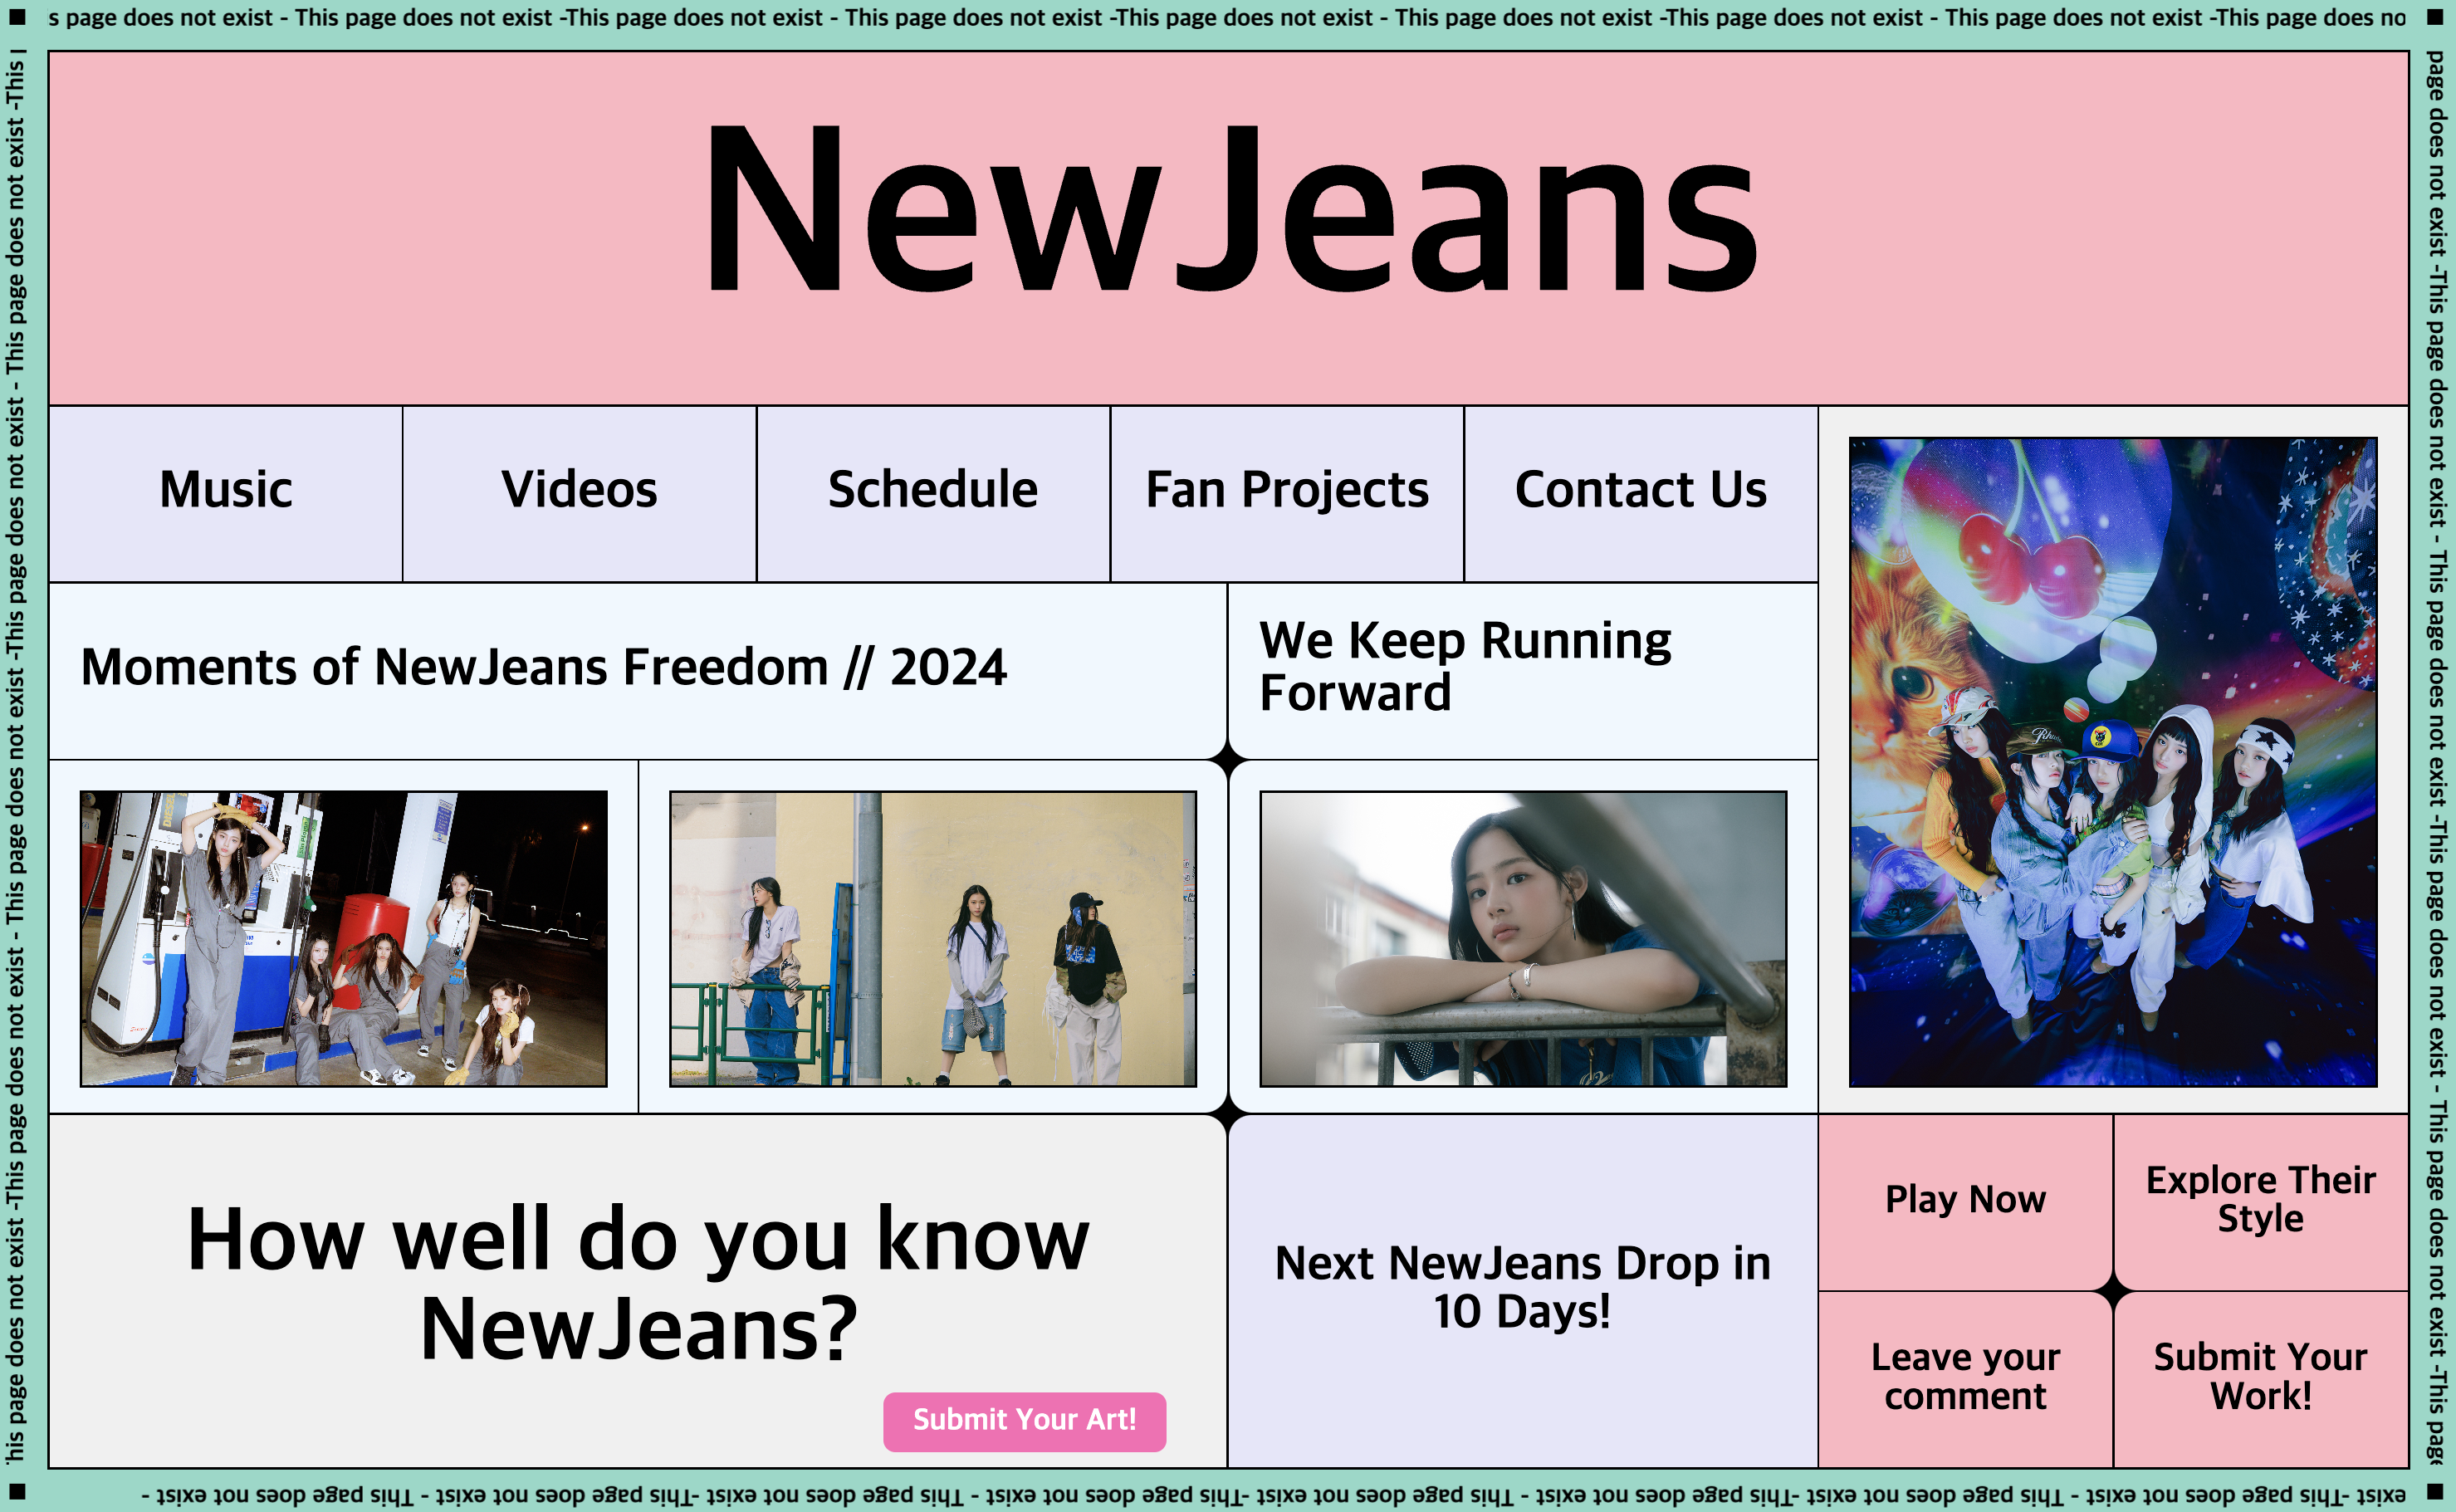 s page does not exist - This page does not exist -This page does not exist - This page does not exist -This page does not exist - This page does not exist -This page does not exist - This page does not exist -This page does no
NewJeans
Music
Videos
Schedule
Fan Projects
Contact Us
Moments of NewJeans Freedom // 2024
We Keep Running
Forward
How well do you know
NewJeans?
Submit Your Art!
Next NewJeans Drop in
10 Days!
Play Now
Explore Their
Style
Leave your
comment
Submit Your
Work!
his page does not exist -This page does not exist - This page does not exist -This page does not exist - This page does not exist -This
page does not exist -This page does not exist - This page does not exist -This page does not exist - This page does not exist -This page
exist -This page does not exist - This page does not exist -This page does not exist - This page does not exist -This page does not exist - This page does not exist -This page does not exist - This page does not exist -